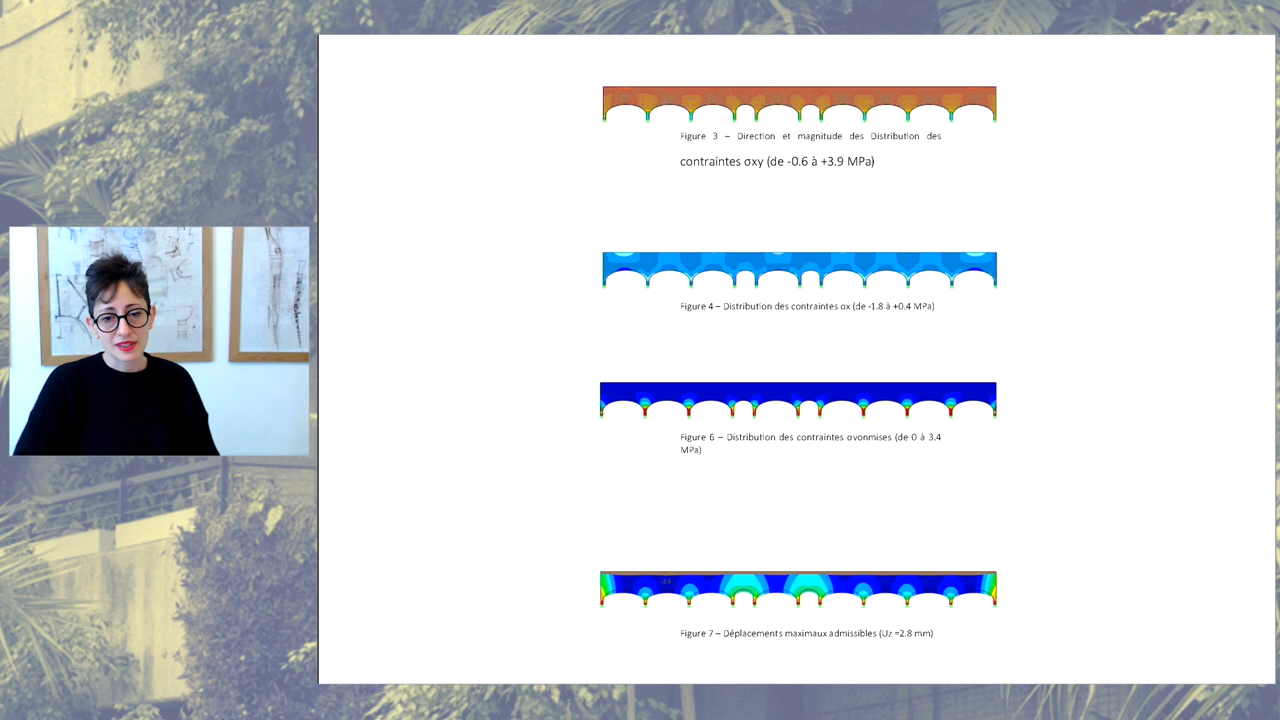 Figure 3 – Direction et magnitude des Distribution des
contraintes σxy (de -0.6 à +3.9 MPa)
Figure 4 – Distribution des contraintes σx (de -1.8 à +0.4 MPa)
Figure 6 – Distribution des contraintes σvonmises (de 0 à 3.4
MPa)
Figure 7 – Déplacements maximaux admissibles (Uz =2.8 mm)